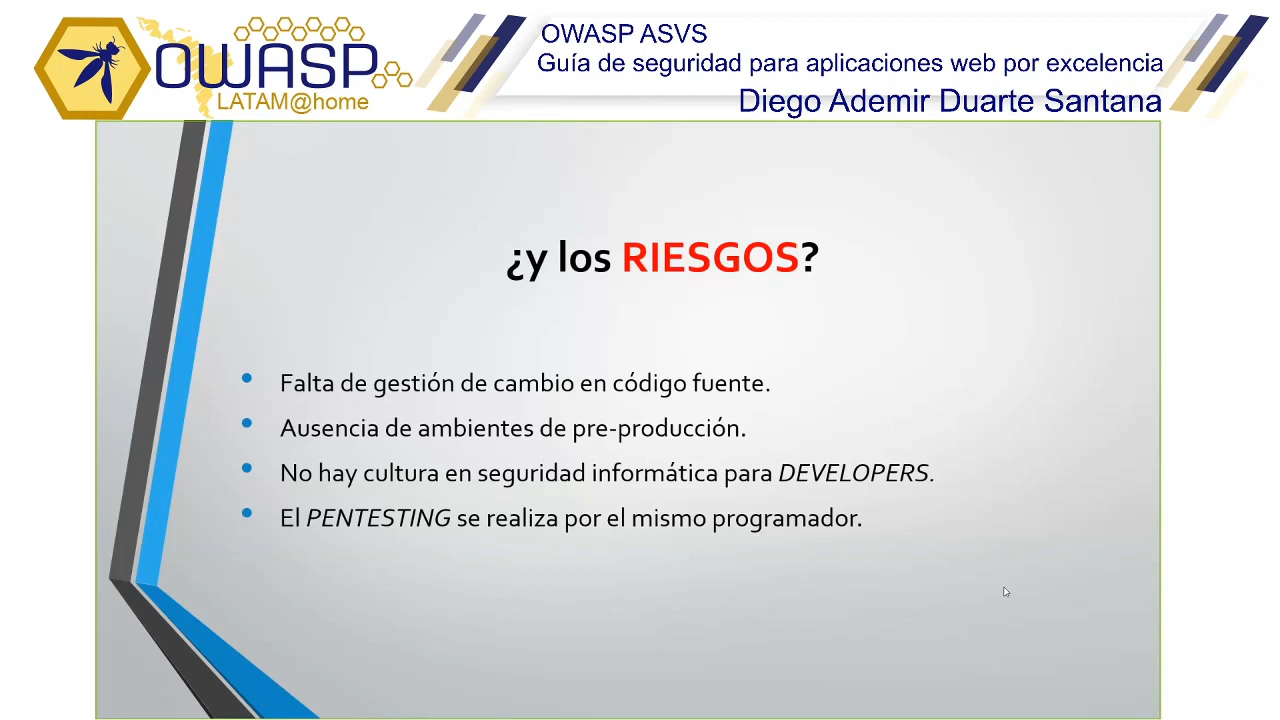 OWASP
LATAM@home
OWASP ASVS
Guía de seguridad para aplicaciones web por excelencia
Diego Ademir Duarte Santana
¿y los RIESGOS?
• Falta de gestión de cambio en código fuente.
• Ausencia de ambientes de pre-producción.
• No hay cultura en seguridad informática para DEVELOPERS.
• El PENTESTING se realiza por el mismo programador.